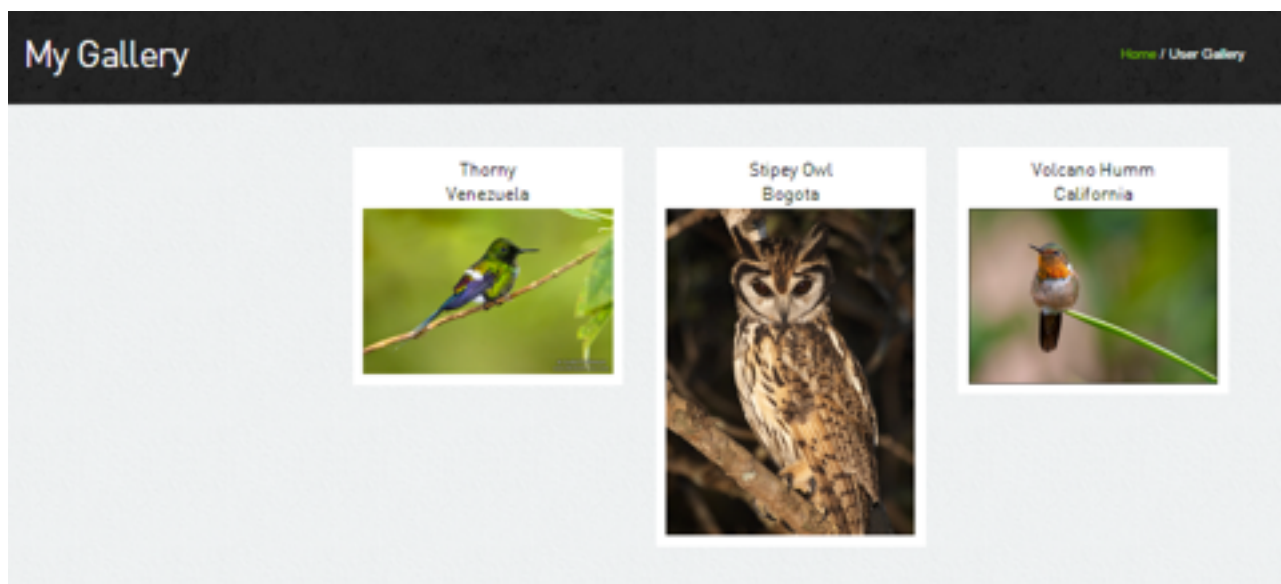 My Gallery
Home / User Gallery
Thorny
Venezuela
Stipey Owl
Bogota
Volcano Humm
California